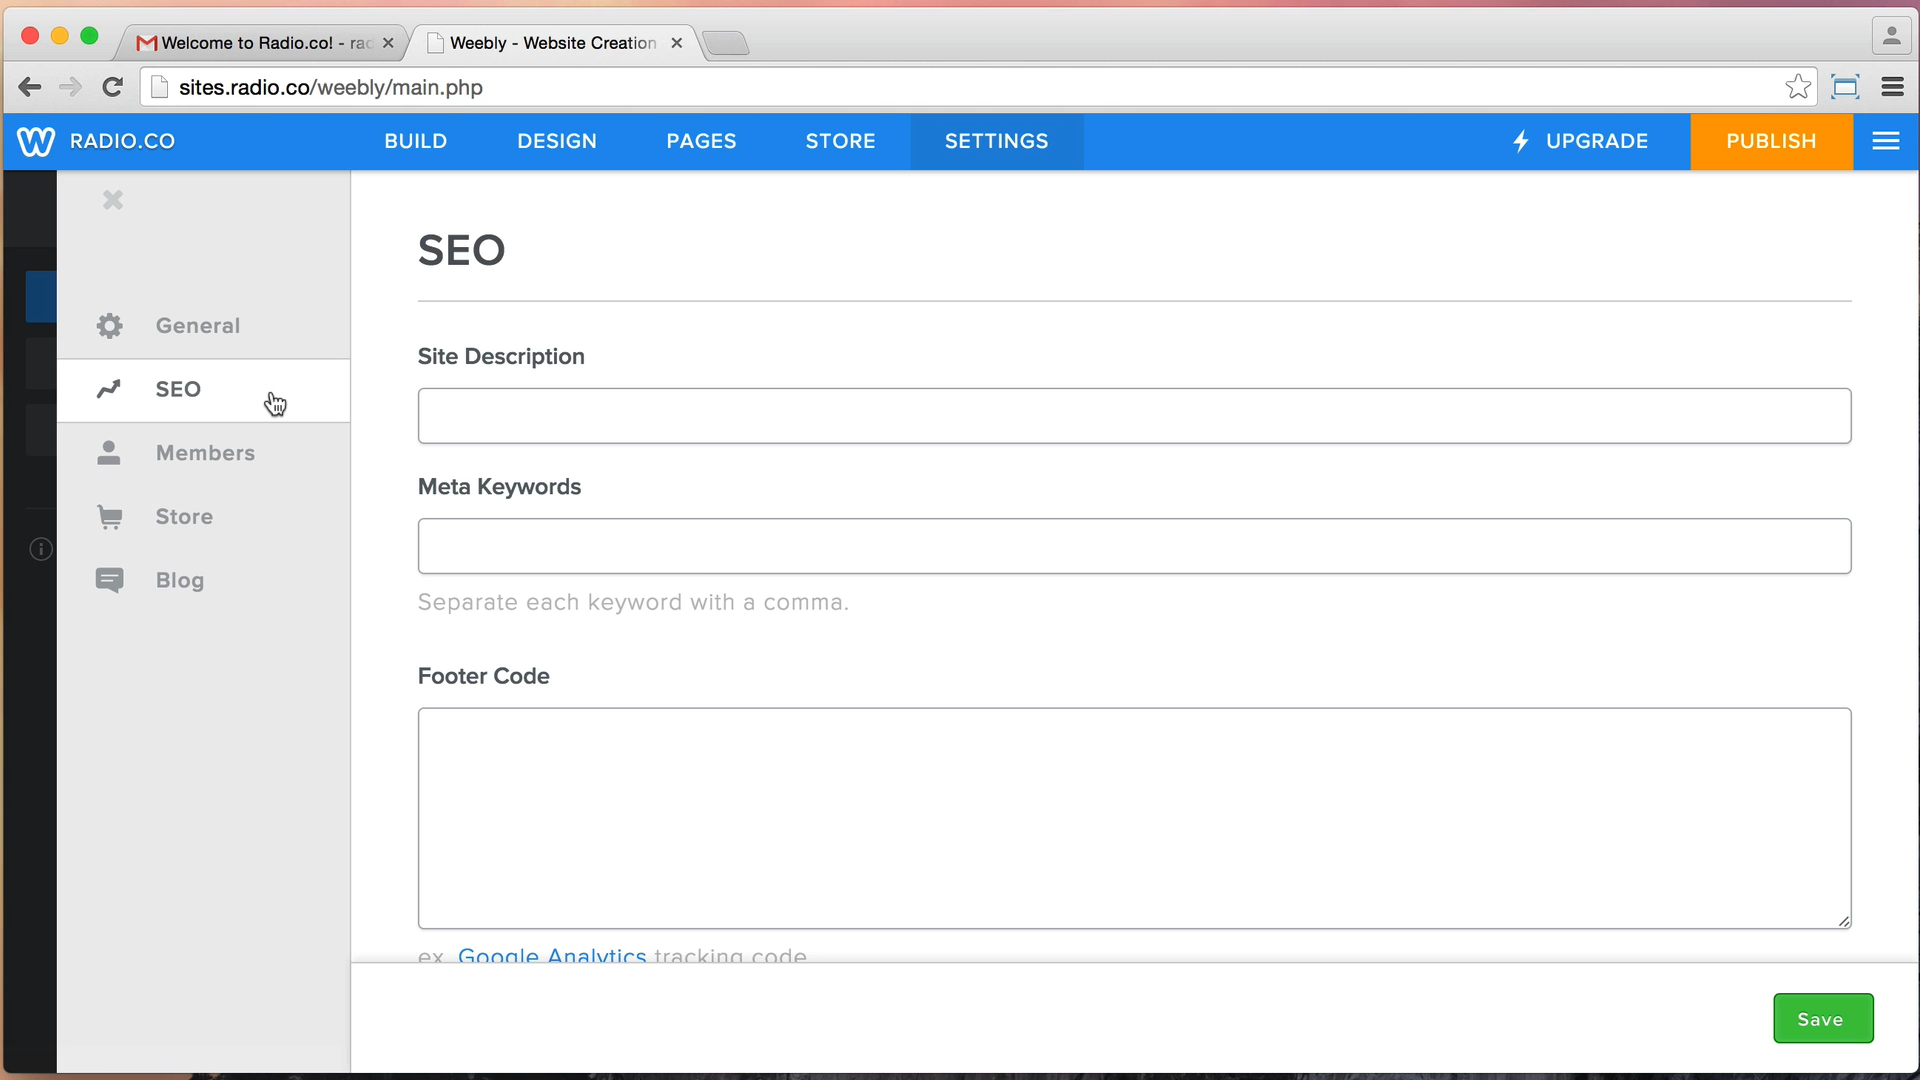 Welcome to Radio.co! - rad
Weebly - Website Creation
sites.radio.co/weebly/main.php
RADIO.CO
BUILD
DESIGN
PAGES
STORE
SETTINGS
UPGRADE
PUBLISH
General
SEO
Members
Store
Blog
SEO
Site Description
Meta Keywords
Separate each keyword with a comma.
Footer Code
ex. Google Analytics tracking code
Save